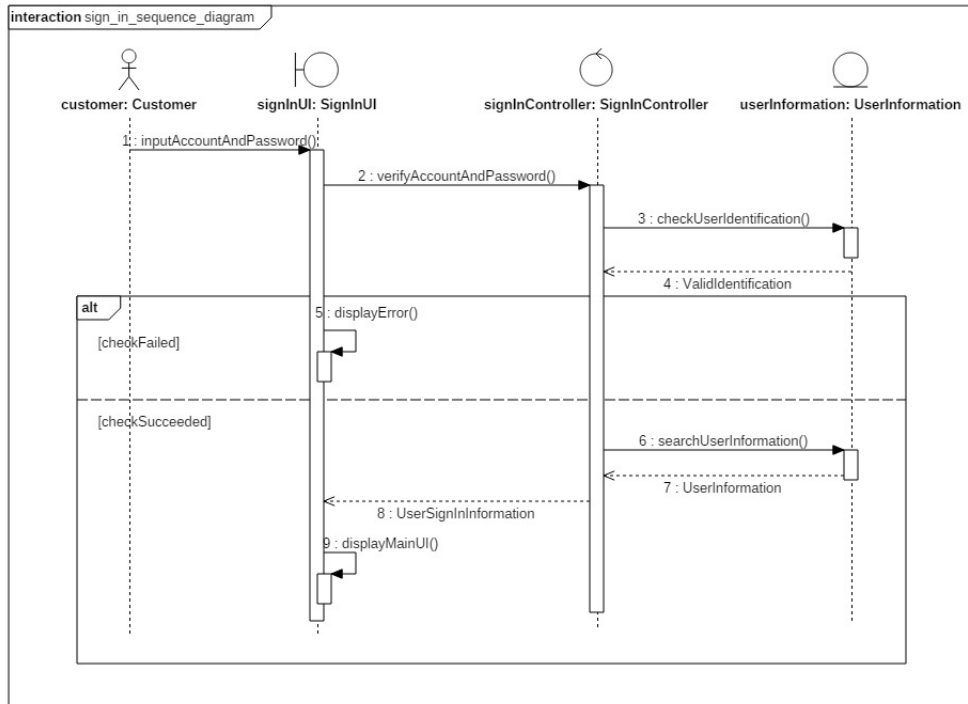 interaction sign_in_sequence_diagram
customer: Customer
signInUI: SignInUI
signInController: SignInController
userInformation: UserInformation
1 : inputAccountAndPassword()
2 : verifyAccountAndPassword()
3 : checkUserIdentification()
4 : ValidIdentification
alt
5 : displayError()
[checkFailed]
[checkSucceeded]
6 : searchUserInformation()
7 : UserInformation
8 : UserSignInInformation
9 : displayMainUI()